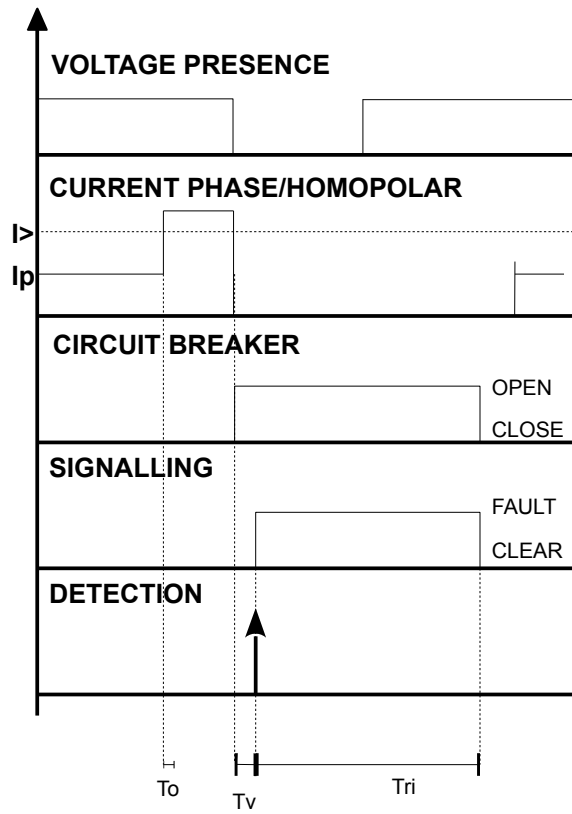 VOLTAGE PRESENCE
CURRENT PHASE/HOMOPOLAR
I>
Ip
CIRCUIT BREAKER
OPEN
CLOSE
SIGNALLING
FAULT
CLEAR
DETECTION
To
Tv
Tri